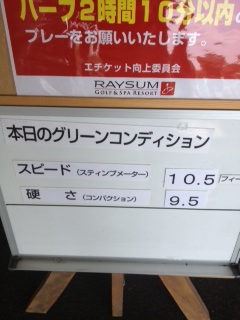 ハーフ2時間10分以内
プレーをお願いいたします。
エチケット向上委員会
RAYSUM
GOLF & SPA RESORT
本日のグリーンコンディション
スピード（スティンプメーター） 10.5 フィー
硬 さ（コンパクション） 9.5